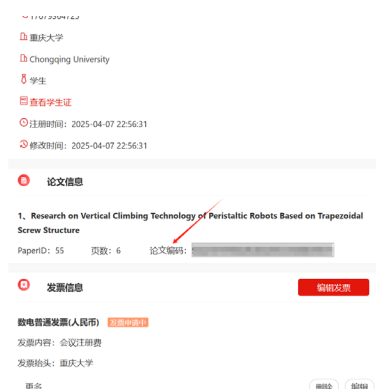 重庆大学
Chongqing University
学生
查看学生证
注册时间：2025-04-07 22:56:31
修改时间：2025-04-07 22:56:31
论文信息
1、Research on Vertical Climbing Technology of Peristaltic Robots Based on Trapezoidal
Screw Structure
PaperID：55 页数：6 论文编码：
发票信息 编辑发票
数电普通发票(人民币) 发票申请中
发票内容：会议注册费
发票抬头：重庆大学
更多 删除 编辑